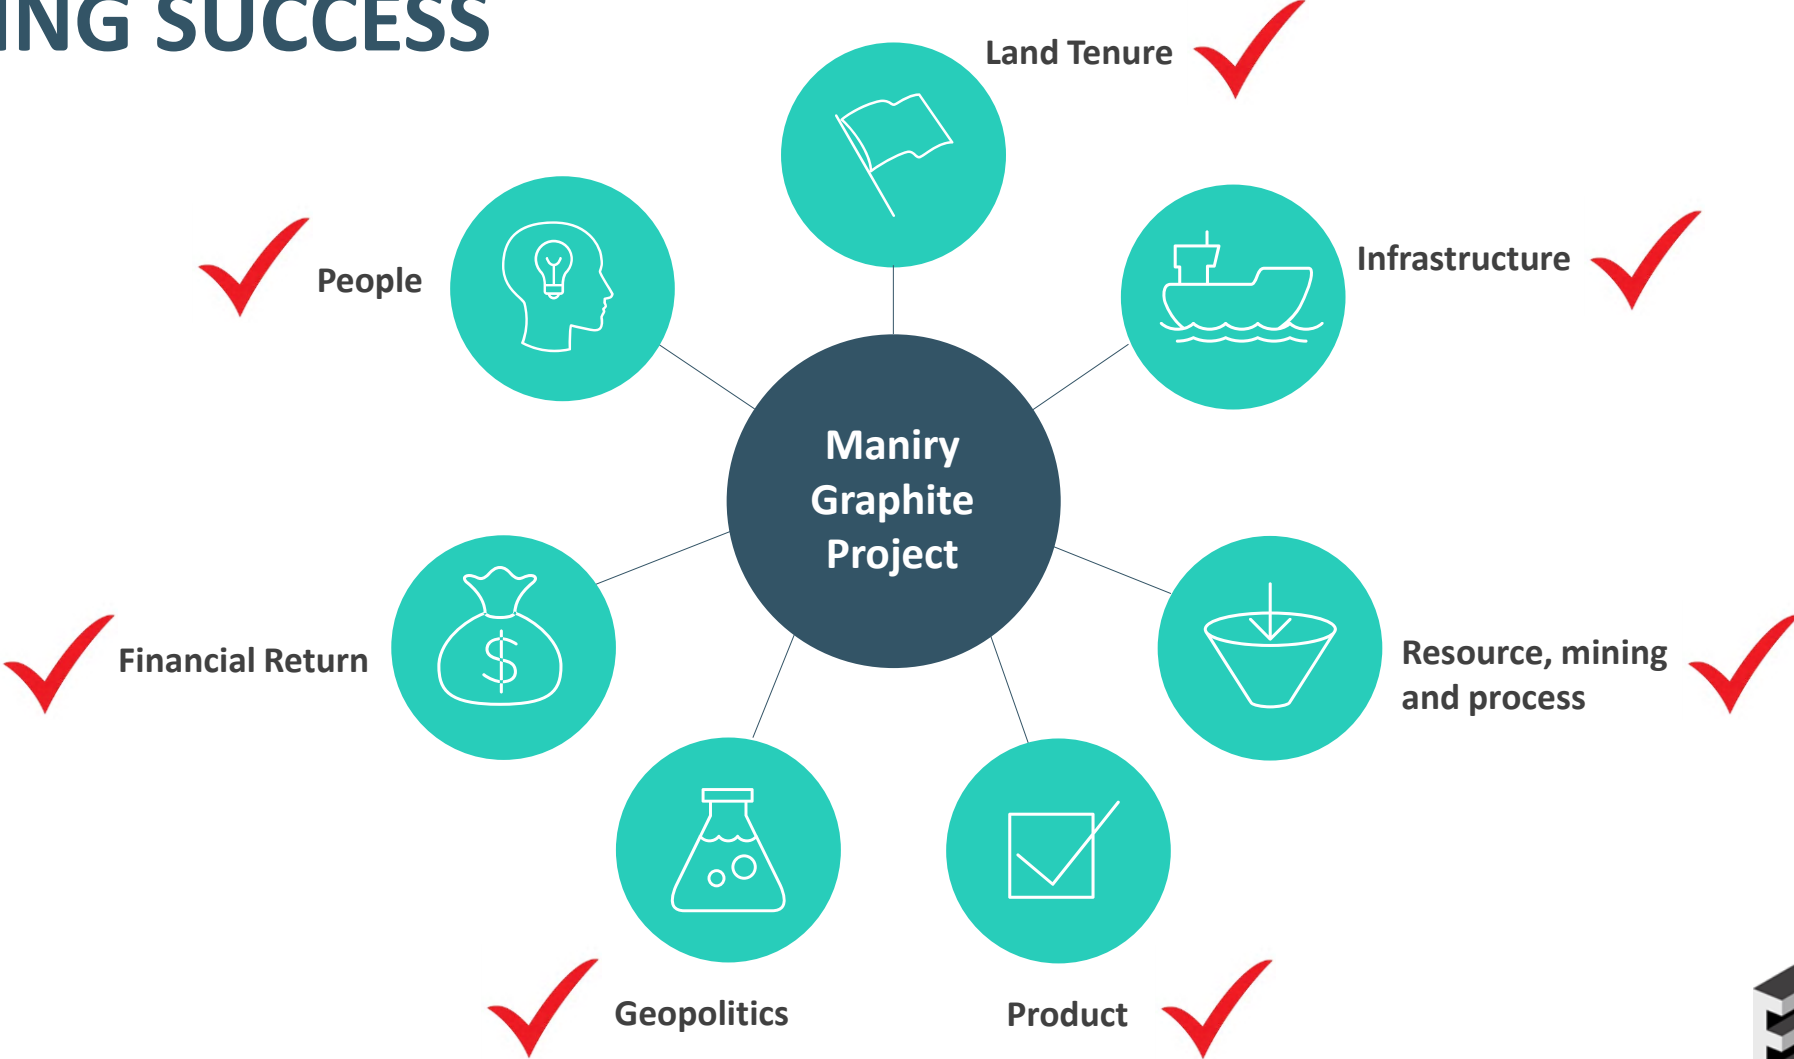 ING SUCCESS
Land Tenure
Infrastructure
People
Maniry
Graphite
Project
Financial Return
$
Resource, mining
and process
Geopolitics
Product